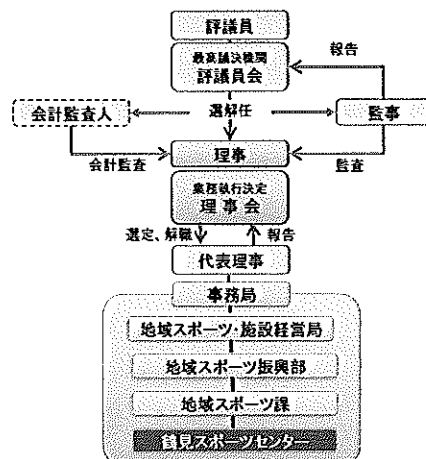 評議員
最高議決機関
評議員会
報告
会計監査人
選解任
監事
会計監査
理事
監査
業務執行決定
理事会
選定、解職
報告
代表理事
事務局
地域スポーツ・施設経営局
地域スポーツ振興部
地域スポーツ課
鶴見スポーツセンター